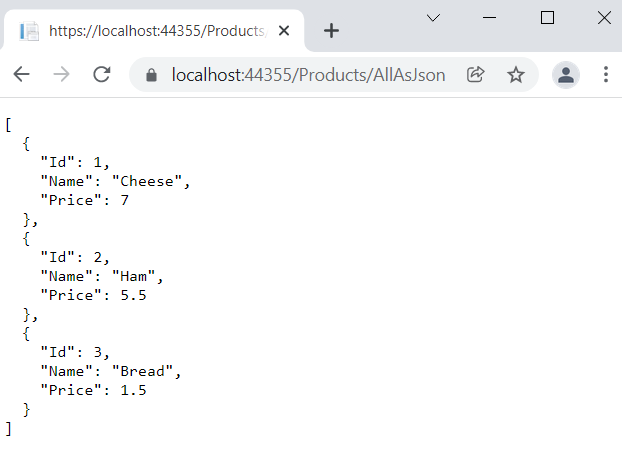 https://localhost:44355/Products/
localhost:44355/Products/AllAsJson
[
  {
    "Id": 1,
    "Name": "Cheese",
    "Price": 7
  },
  {
    "Id": 2,
    "Name": "Ham",
    "Price": 5.5
  },
  {
    "Id": 3,
    "Name": "Bread",
    "Price": 1.5
  }
]